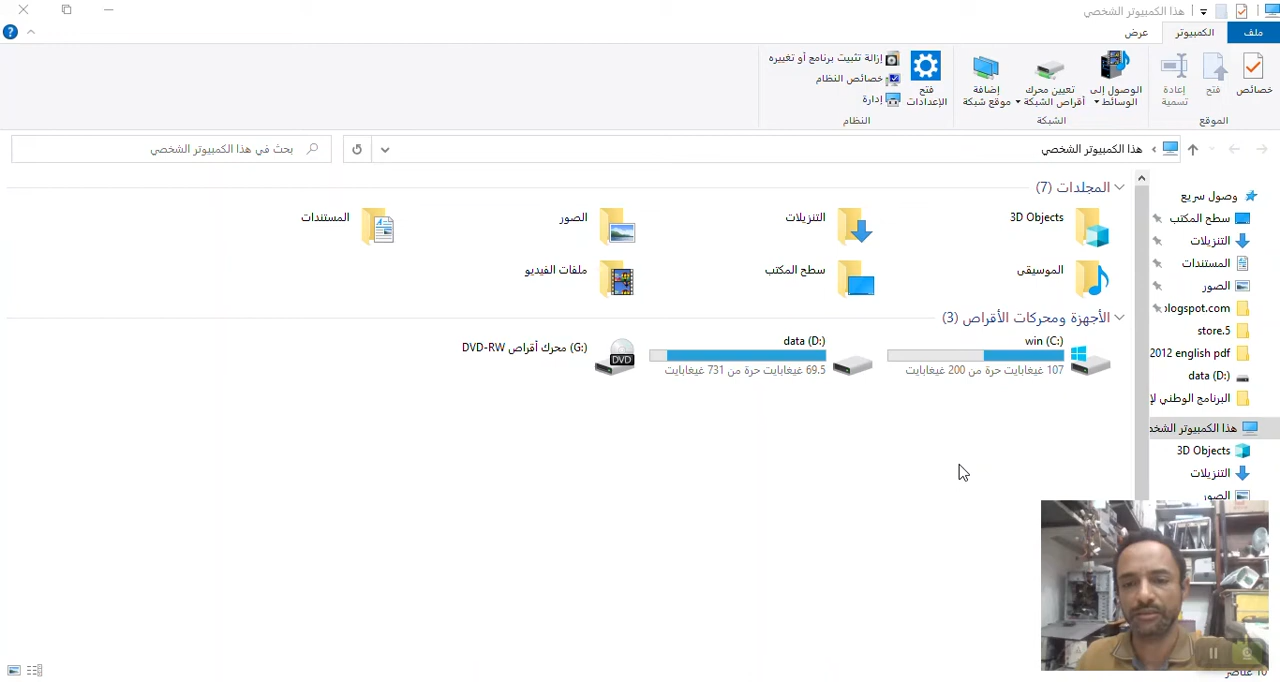 هذا الكمبيوتر الشخصي
ملف
الكمبيوتر
عرض
خصائص
فتح
إعادة تسمية
الموقع
الوصول إلى الوسائط
تعيين محرك أقراص الشبكة
إضافة موقع شبكة
الشبكة
فتح الإعدادات
إزالة تثبيت برنامج أو تغييره
خصائص النظام
إدارة
النظام
هذا الكمبيوتر الشخصي
بحث في هذا الكمبيوتر الشخصي
وصول سريع
سطح المكتب
التنزيلات
المستندات
الصور
blogspot.com
store.5
2012 english pdf
data (D:)
البرنامج الوطني لإ
هذا الكمبيوتر الشخص
3D Objects
التنزيلات
الصور
المجلدات (7)
3D Objects
التنزيلات
الصور
المستندات
الموسيقى
سطح المكتب
ملفات الفيديو
الأجهزة ومحركات الأقراص (3)
win (C:)
107 غيغابايت حرة من 200 غيغابايت
data (D:)
69.5 غيغابايت حرة من 731 غيغابايت
محرك أقراص DVD-RW (G:)
DVD
10 عناصر